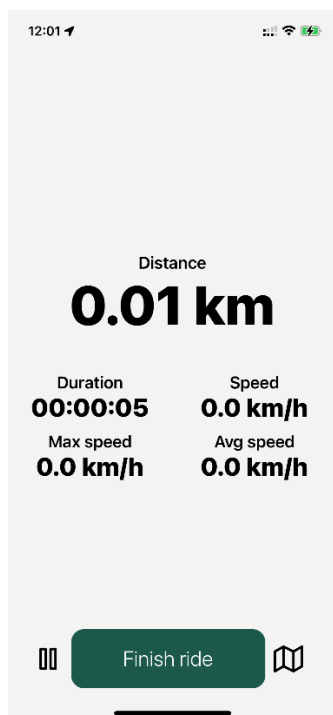 12:01
Distance
0.01 km
Duration
Speed
00:00:05
0.0 km/h
Max speed
Avg speed
0.0 km/h
0.0 km/h
Finish ride